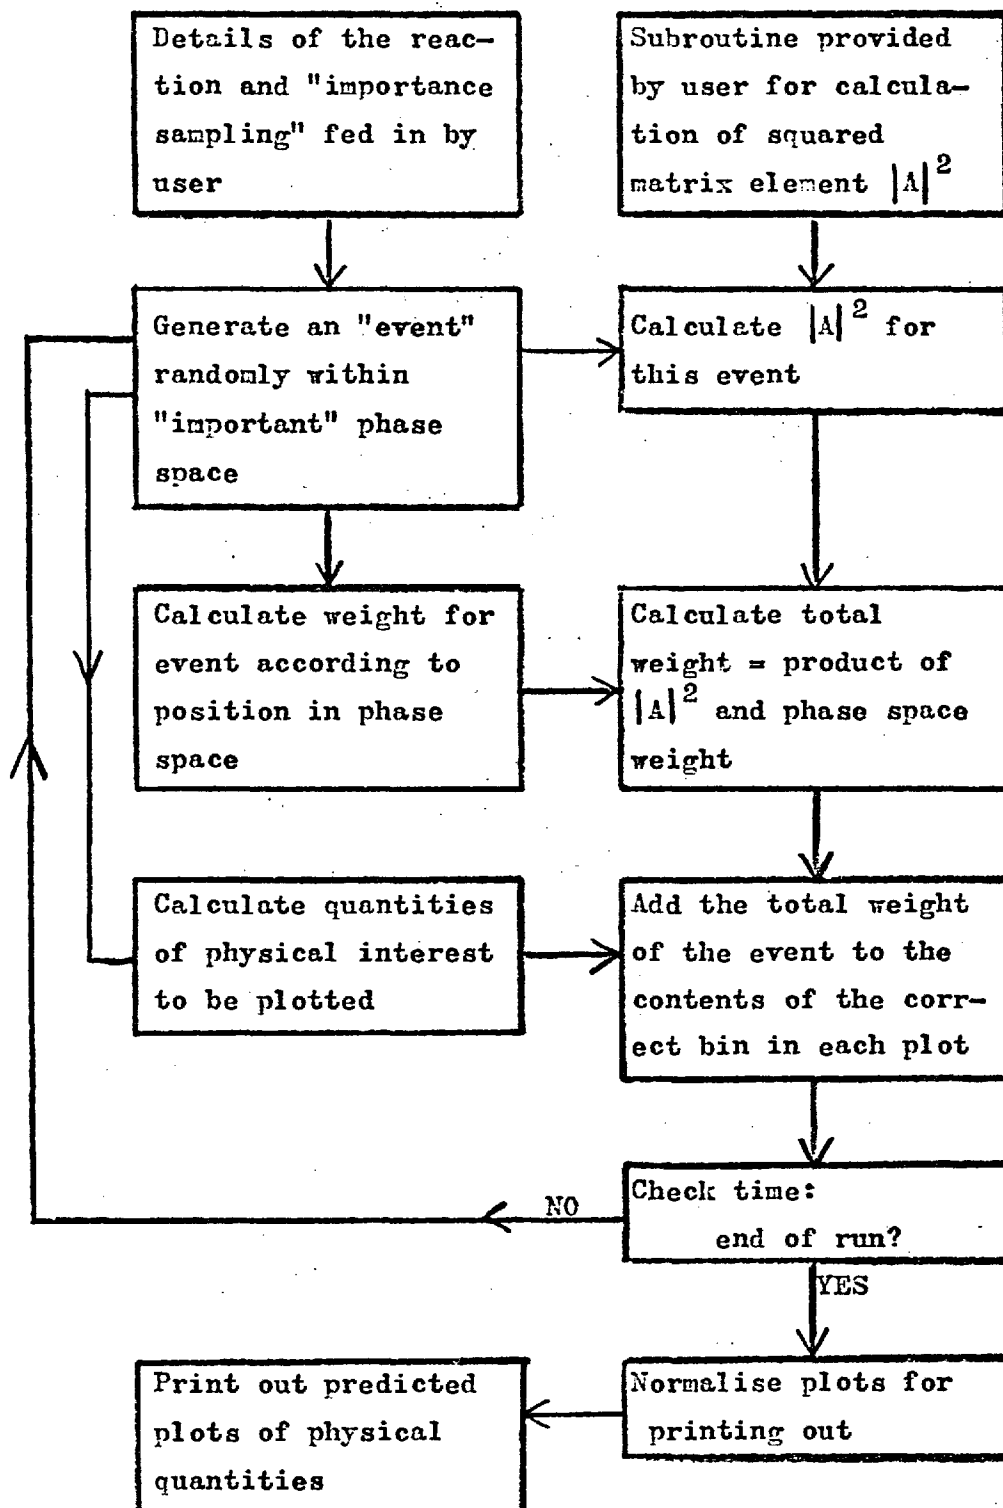 Details of the reac-
tion and "importance
sampling" fed in by
user
Subroutine provided
by user for calcula-
tion of squared
matrix element |A|²
Generate an "event"
randomly within
"important" phase
space
Calculate |A|² for
this event
Calculate weight for
event according to
position in phase
space
Calculate total
weight = product of
|A|² and phase space
weight
Calculate quantities
of physical interest
to be plotted
Add the total weight
of the event to the
contents of the corr-
ect bin in each plot
Check time:
end of run?
NO
YES
Normalise plots for
printing out
Print out predicted
plots of physical
quantities